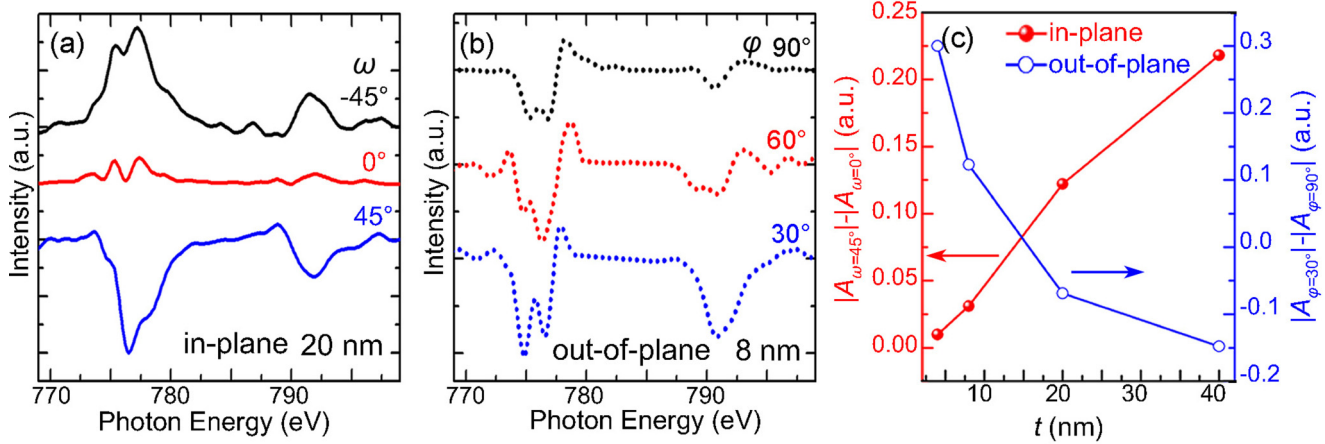 (a)
ω
-45°
0°
45°
in-plane 20 nm
Intensity (a.u.)
770 780 790
Photon Energy (eV)
(b)
φ 90°
60°
30°
out-of-plane 8 nm
Intensity (a.u.)
770 780 790
Photon Energy (eV)
(c)
in-plane
out-of-plane
0.25
0.20
0.15
0.10
0.05
0.00
|Aω=45°|-|Aω=0°| (a.u.)
0.3
0.2
0.1
0.0
-0.1
-0.2
|Aφ=30°|-|Aφ=90°| (a.u.)
10 20 30 40
t (nm)